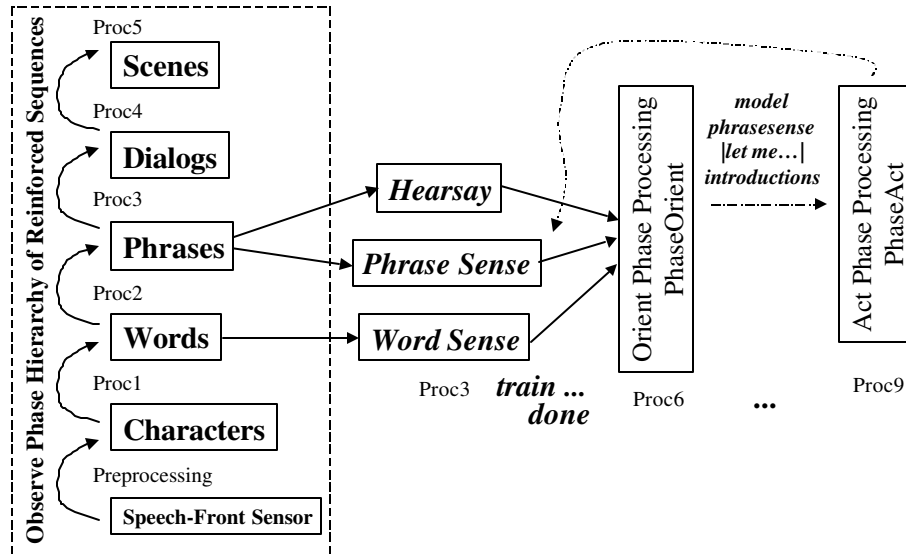 Observe Phase Hierarchy of Reinforced Sequences
Proc5
Scenes
Proc4
Dialogs
Proc3
Phrases
Proc2
Words
Proc1
Characters
Preprocessing
Speech-Front Sensor
Hearsay
Phrase Sense
Word Sense
Proc3
train ...
done
Orient Phase Processing
PhaseOrient
Proc6
model
phrasesense
|let me…|
introductions
...
Act Phase Processing
PhaseAct
Proc9